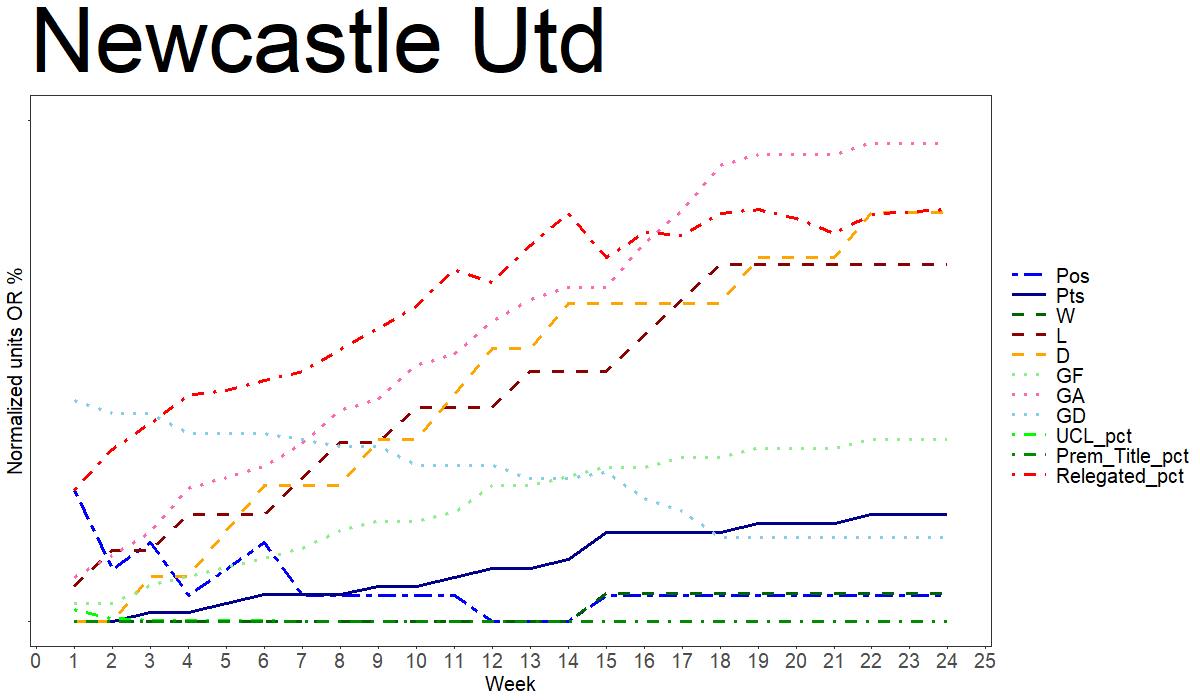 Newcastle Utd
Normalized units OR %
Pos
Pts
W
L
D
GF
GA
GD
UCL_pct
Prem_Title_pct
Relegated_pct
0 1 2 3 4 5 6 7 8 9 10 11 12 13 14 15 16 17 18 19 20 21 22 23 24 25
Week